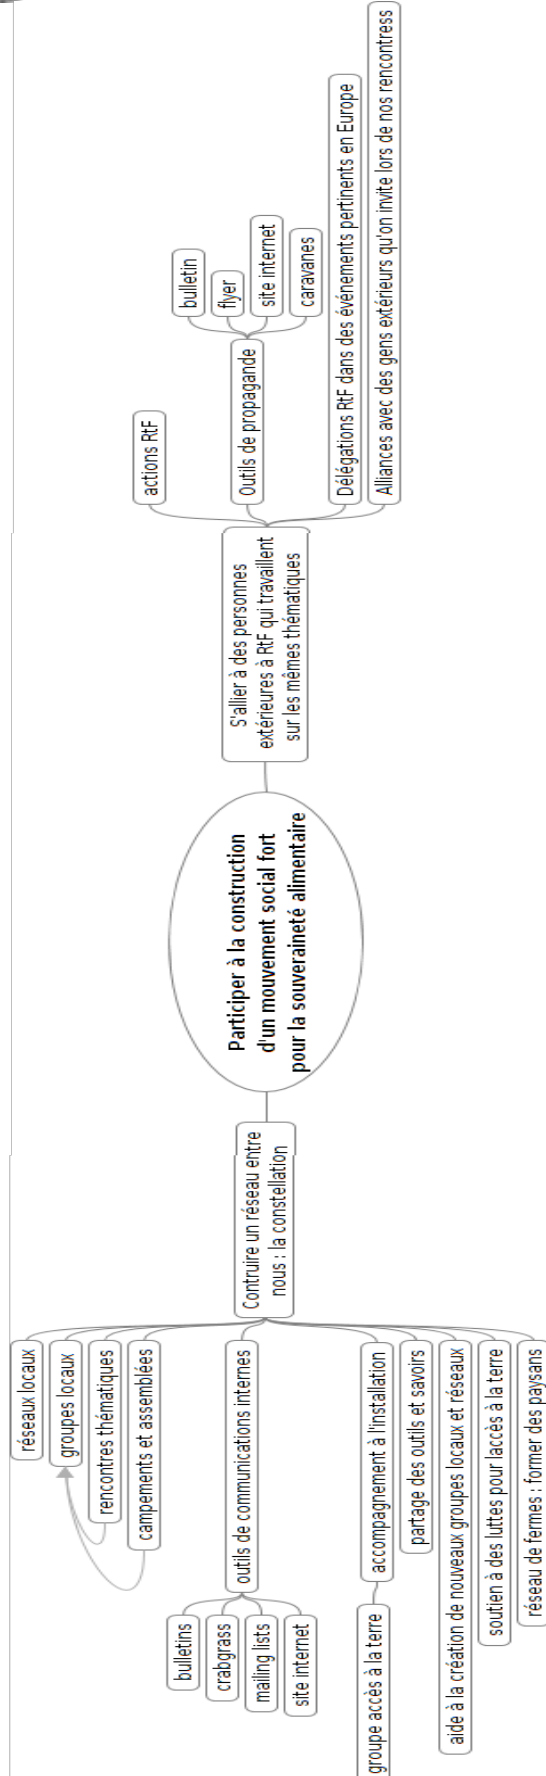 Participer à la construction
d'un mouvement social fort
pour la souveraineté alimentaire
Contruire un réseau entre
nous : la constellation
réseaux locaux
groupes locaux
rencontres thématiques
campements et assemblées
outils de communications internes
bulletins
crabgrass
mailing lists
site internet
accompagnement à l'installation
groupe accès à la terre
partage des outils et savoirs
aide à la création de nouveaux groupes locaux et réseaux
soutien à des luttes pour laccès à la terre
réseau de fermes : former des paysans
S'allier à des personnes
extérieures à RtF qui travaillent
sur les mêmes thématiques
actions RtF
Outils de propagande
bulletin
flyer
site internet
caravanes
Délégations RtF dans des événements pertinents en Europe
Alliances avec des gens extérieurs qu'on invite lors de nos rencontress